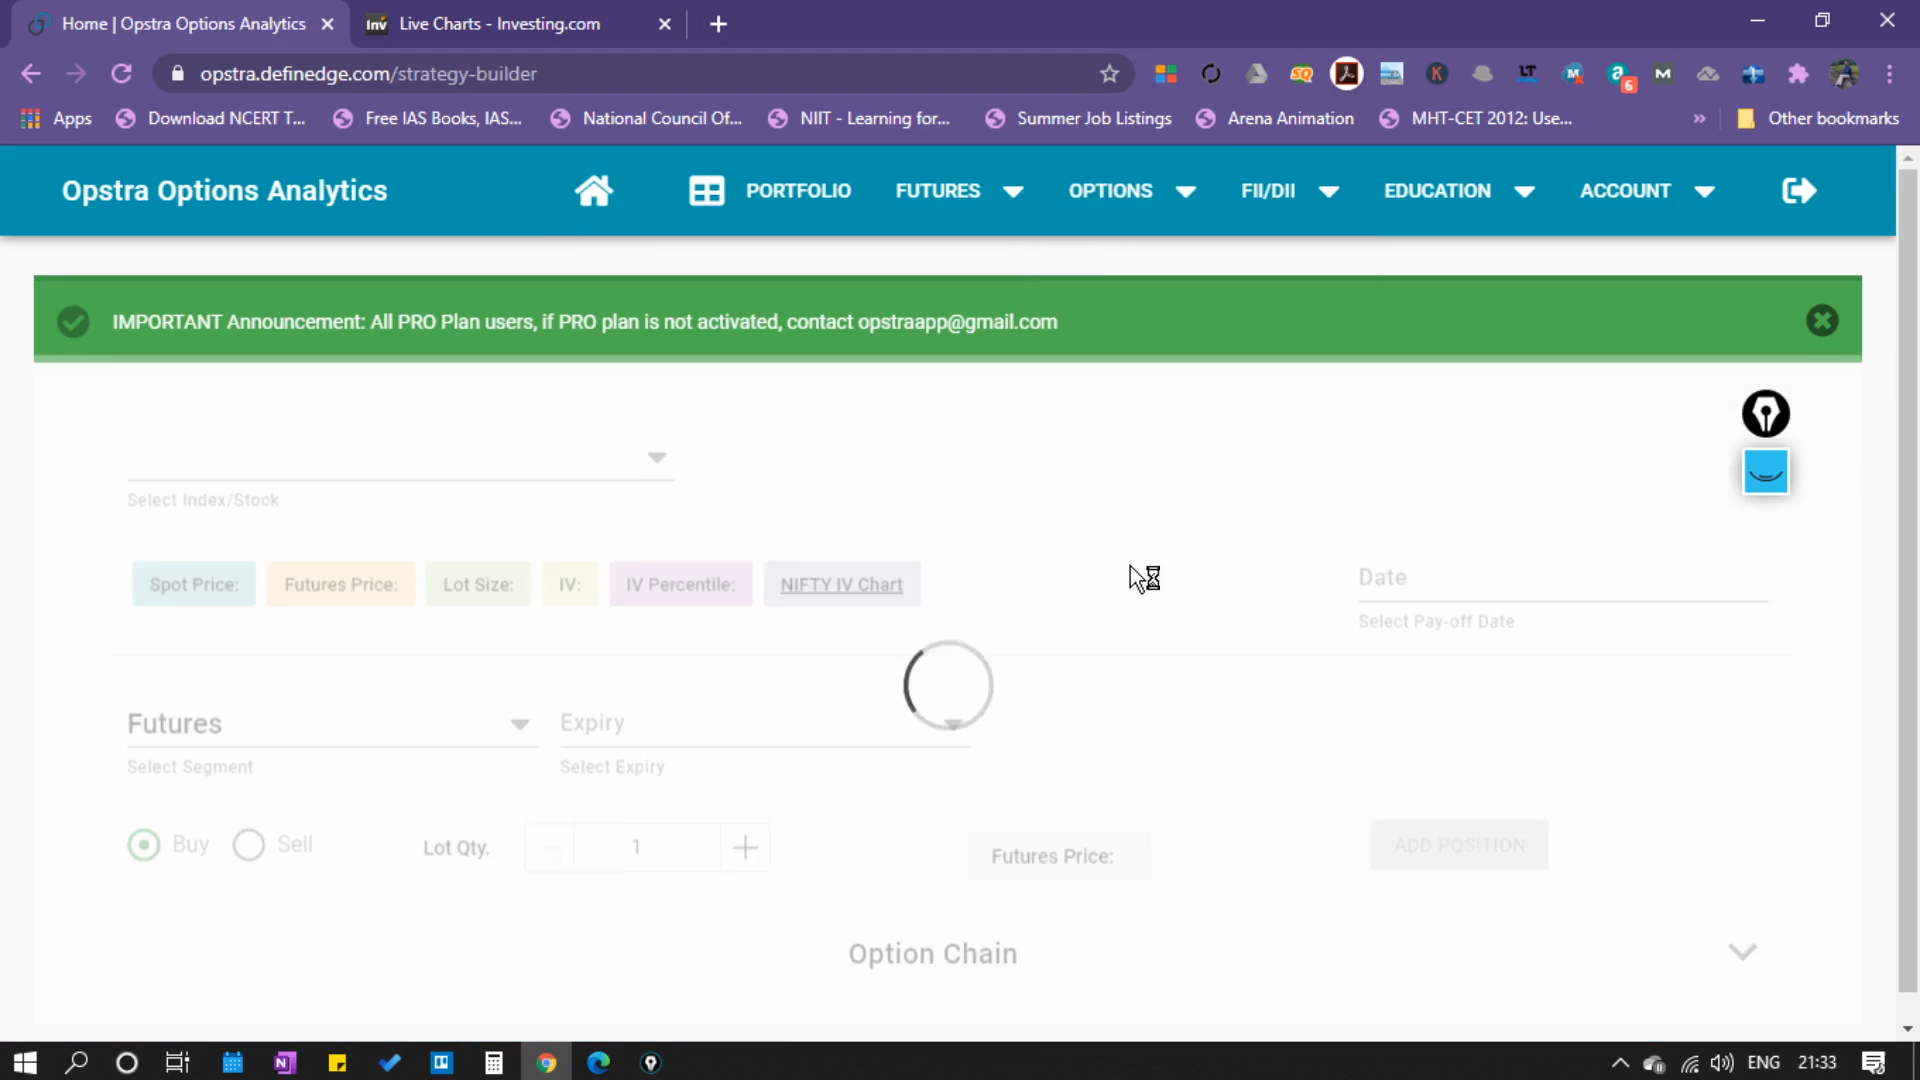 Home | Opstra Options Analytics
Inv Live Charts - Investing.com
opstra.definedge.com/strategy-builder
Apps Download NCERT T... Free IAS Books, IAS... National Council Of... NIIT - Learning for... Summer Job Listings Arena Animation MHT-CET 2012: Use... » Other bookmarks
Opstra Options Analytics PORTFOLIO FUTURES OPTIONS FII/DII EDUCATION ACCOUNT
IMPORTANT Announcement: All PRO Plan users, if PRO plan is not activated, contact opstraapp@gmail.com
Select Index/Stock
Spot Price: Futures Price: Lot Size: IV: IV Percentile: NIFTY IV Chart
Date
Select Pay-off Date
Futures Expiry
Select Segment Select Expiry
Buy Sell Lot Qty. 1 Futures Price: ADD POSITION
Option Chain
ENG 21:33